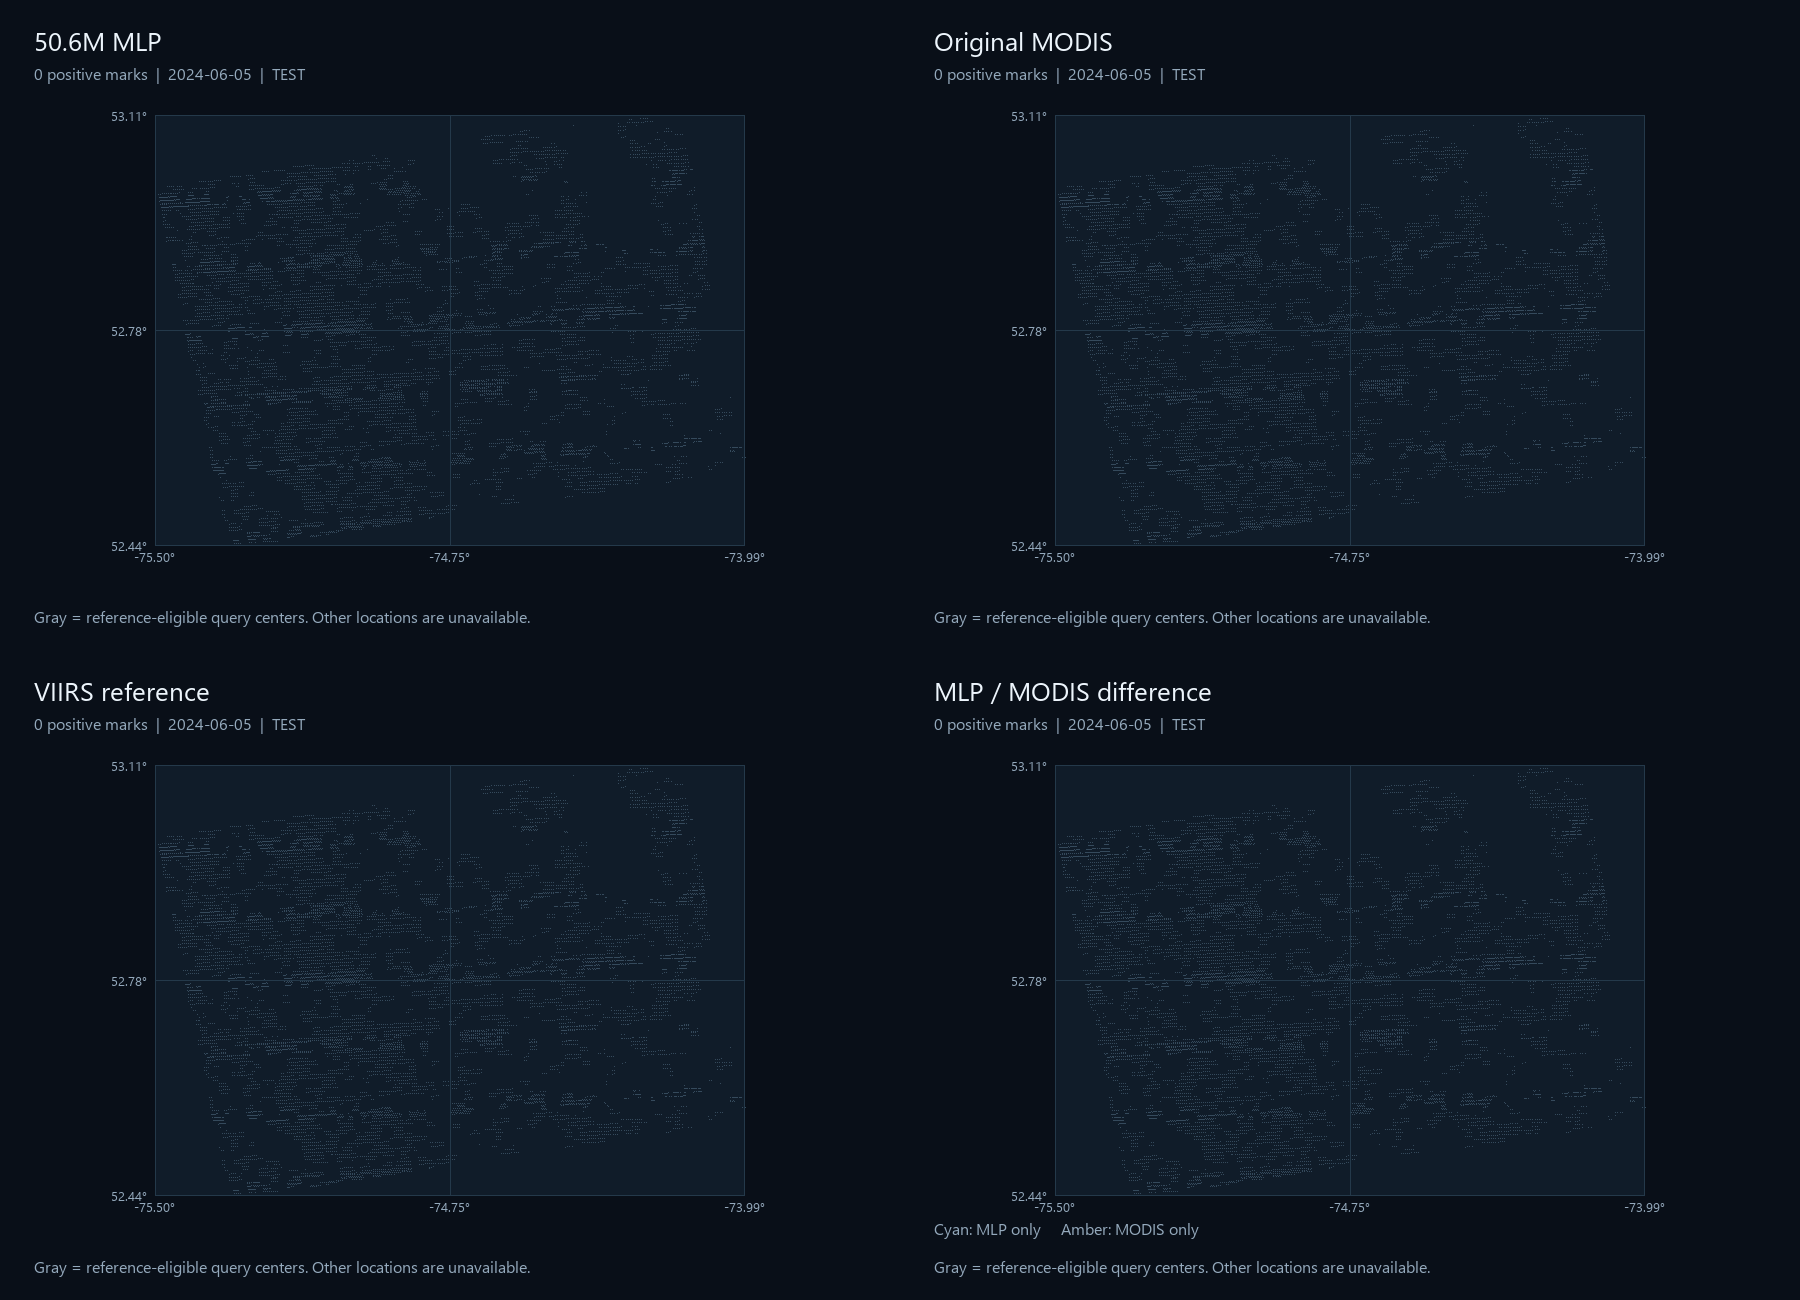 50.6M MLP
0 positive marks | 2024-06-05 | TEST
53.11°
52.78°
52.44°
-75.50°
-74.75°
-73.99°
Gray = reference-eligible query centers. Other locations are unavailable.
Original MODIS
0 positive marks | 2024-06-05 | TEST
53.11°
52.78°
52.44°
-75.50°
-74.75°
-73.99°
Gray = reference-eligible query centers. Other locations are unavailable.
VIIRS reference
0 positive marks | 2024-06-05 | TEST
53.11°
52.78°
52.44°
-75.50°
-74.75°
-73.99°
Gray = reference-eligible query centers. Other locations are unavailable.
MLP / MODIS difference
0 positive marks | 2024-06-05 | TEST
53.11°
52.78°
52.44°
-75.50°
-74.75°
-73.99°
Cyan: MLP only Amber: MODIS only
Gray = reference-eligible query centers. Other locations are unavailable.